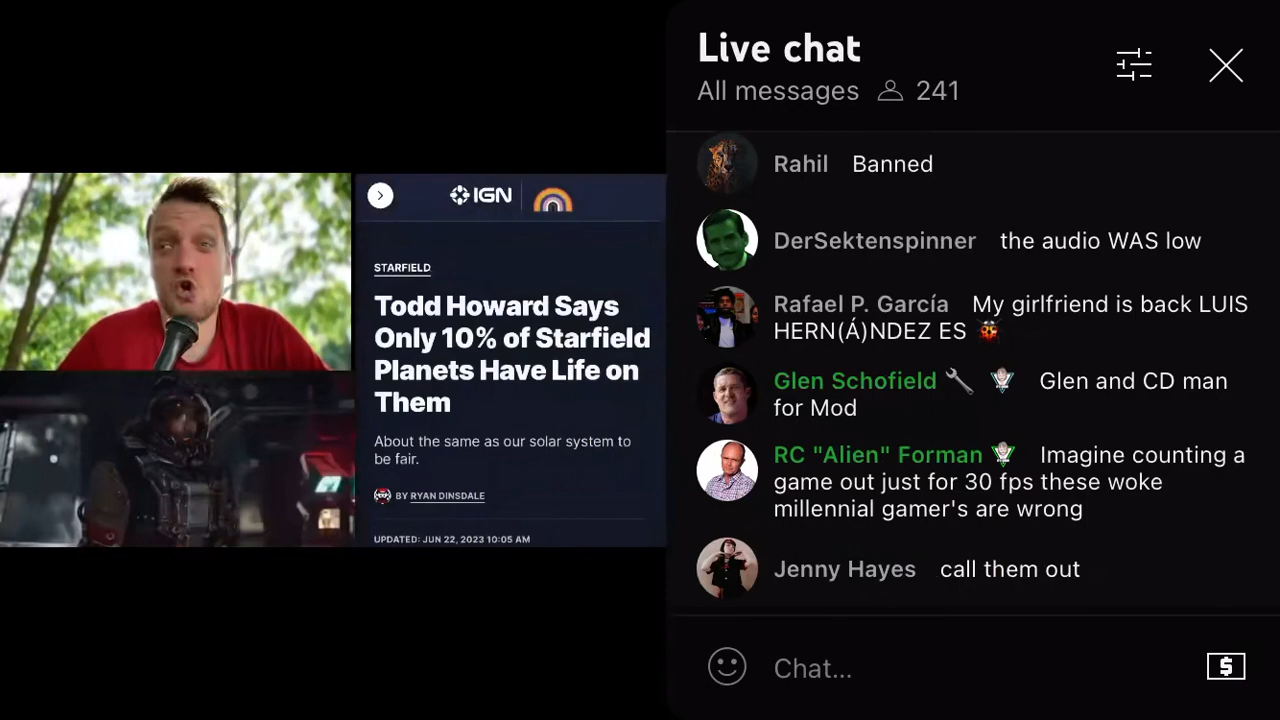 Live chat
All messages 241
Rahil Banned
DerSektenspinner the audio WAS low
Rafael P. García My girlfriend is back LUIS
HERN(Á)NDEZ ES
Glen Schofield Glen and CD man
for Mod
RC "Alien" Forman Imagine counting a
game out just for 30 fps these woke
millennial gamer's are wrong
Jenny Hayes call them out
Chat...
IGN
STARFIELD
Todd Howard Says
Only 10% of Starfield
Planets Have Life on
Them
About the same as our solar system to
be fair.
BY RYAN DINSDALE
UPDATED: JUN 22, 2023 10:05 AM